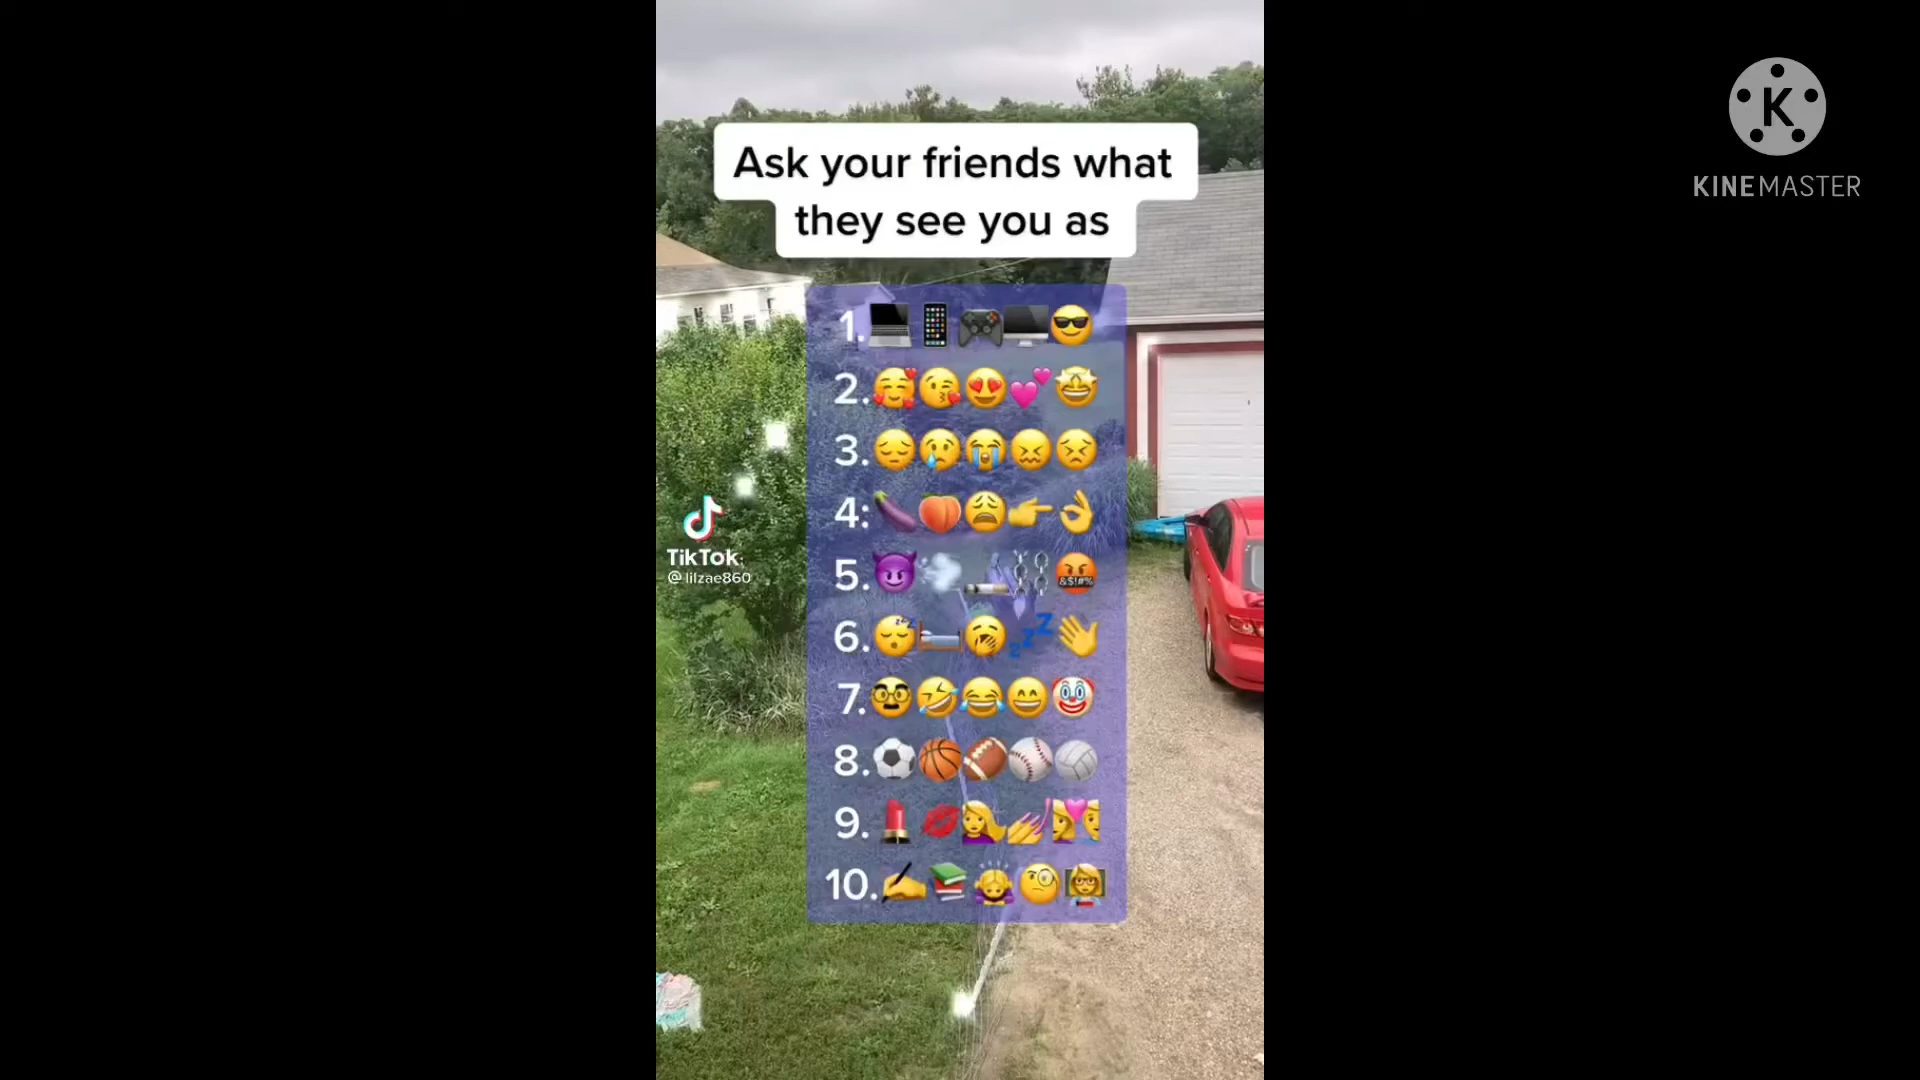 Ask your friends what
they see you as
1.💻📱🎮🖥️😎
2.🥰😘😍💕🤩
3.😔😢😭😖😣
4:🍆🍑😩👉👌
5.😈💨🚬⛓️🤬
6.😴🛏️🥱💤👋
7.🥸🤣😂😄🤡
8.⚽🏀🏈⚾🏐
9.💄💋💁‍♀️💅💑
10.✍️📚🙇‍♀️🧐👩‍🏫
TikTok
@lilzae860
K
KINEMASTER